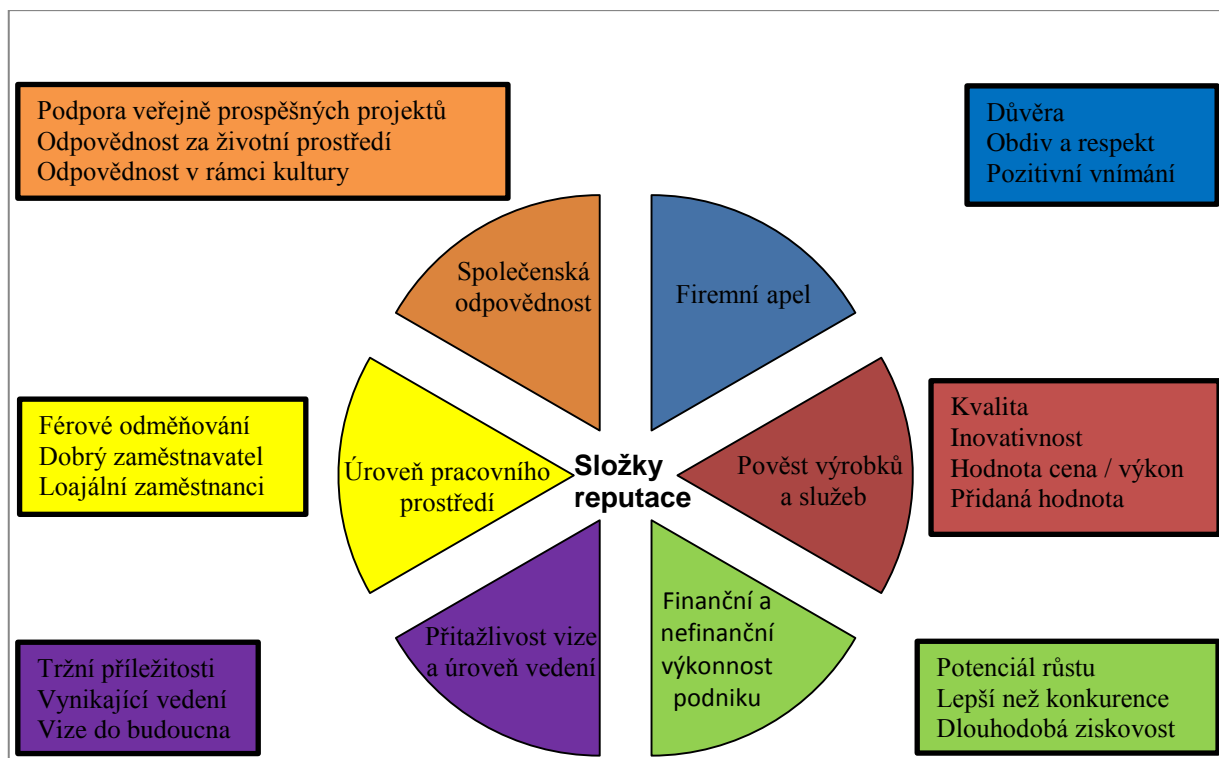 Podpora veřejně prospěšných projektů
Odpovědnost za životní prostředí
Odpovědnost v rámci kultury
Důvěra
Obdiv a respekt
Pozitivní vnímání
Společenská
odpovědnost
Firemní apel
Férové odměňování
Dobrý zaměstnavatel
Loajální zaměstnanci
Úroveň pracovního
prostředí
Složky
reputace
Pověst výrobků
a služeb
Kvalita
Inovativnost
Hodnota cena / výkon
Přidaná hodnota
Tržní příležitosti
Vynikající vedení
Vize do budoucna
Přitažlivost vize
a úroveň vedení
Finanční a
nefinanční
výkonnost
podniku
Potenciál růstu
Lepší než konkurence
Dlouhodobá ziskovost